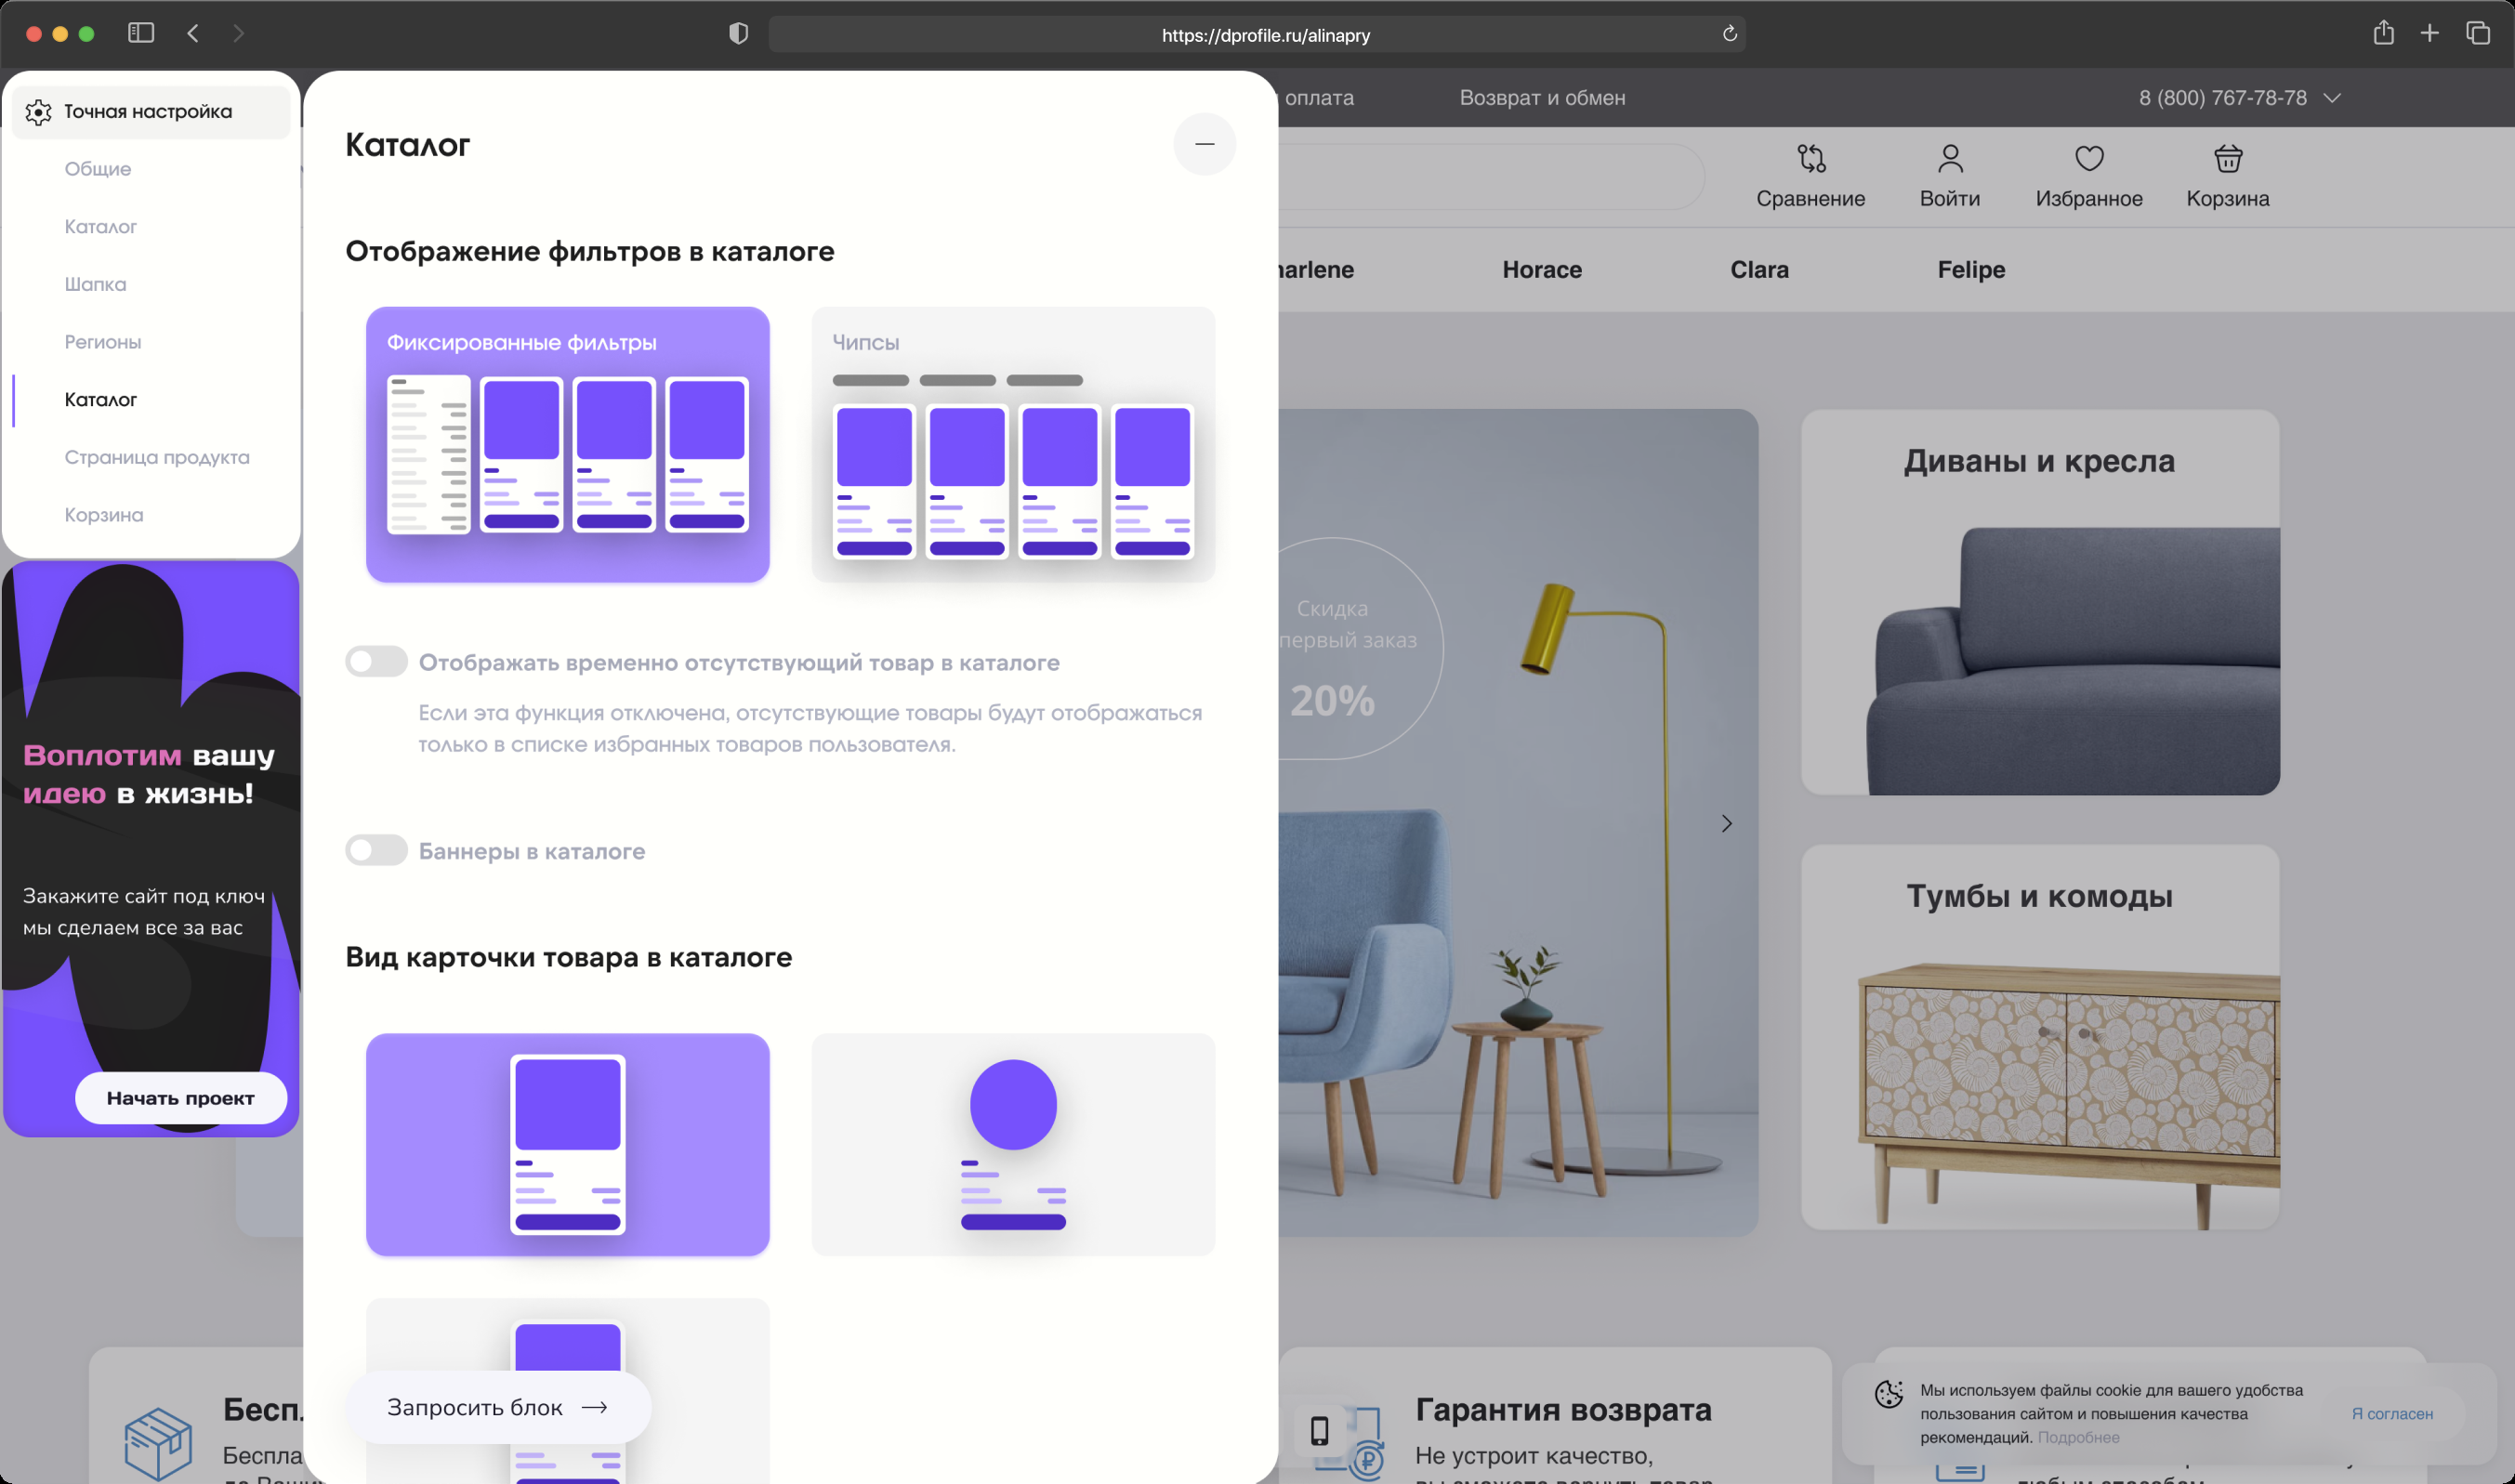 https://dprofile.ru/alinapry
Точная настройка
Общие
Каталог
Шапка
Регионы
Каталог
Страница продукта
Корзина
Воплотим вашу
идею в жизнь!
Закажите сайт под ключ
мы сделаем все за вас
Начать проект
Каталог
Отображение фильтров в каталоге
Фиксированные фильтры
Чипсы
Отображать временно отсутствующий товар в каталоге
Если эта функция отключена, отсутствующие товары будут отображаться
только в списке избранных товаров пользователя.
Баннеры в каталоге
Вид карточки товара в каталоге
Запросить блок
оплата
Возврат и обмен
8 (800) 767-78-78
Сравнение
Войти
Избранное
Корзина
arlene
Horace
Clara
Felipe
Скидка
первый заказ
20%
Диваны и кресла
Тумбы и комоды
Бесп
Беспла
Гарантия возврата
Не устроит качество,
Мы используем файлы cookie для вашего удобства
пользования сайтом и повышения качества
рекомендаций. Подробнее
Я согласен